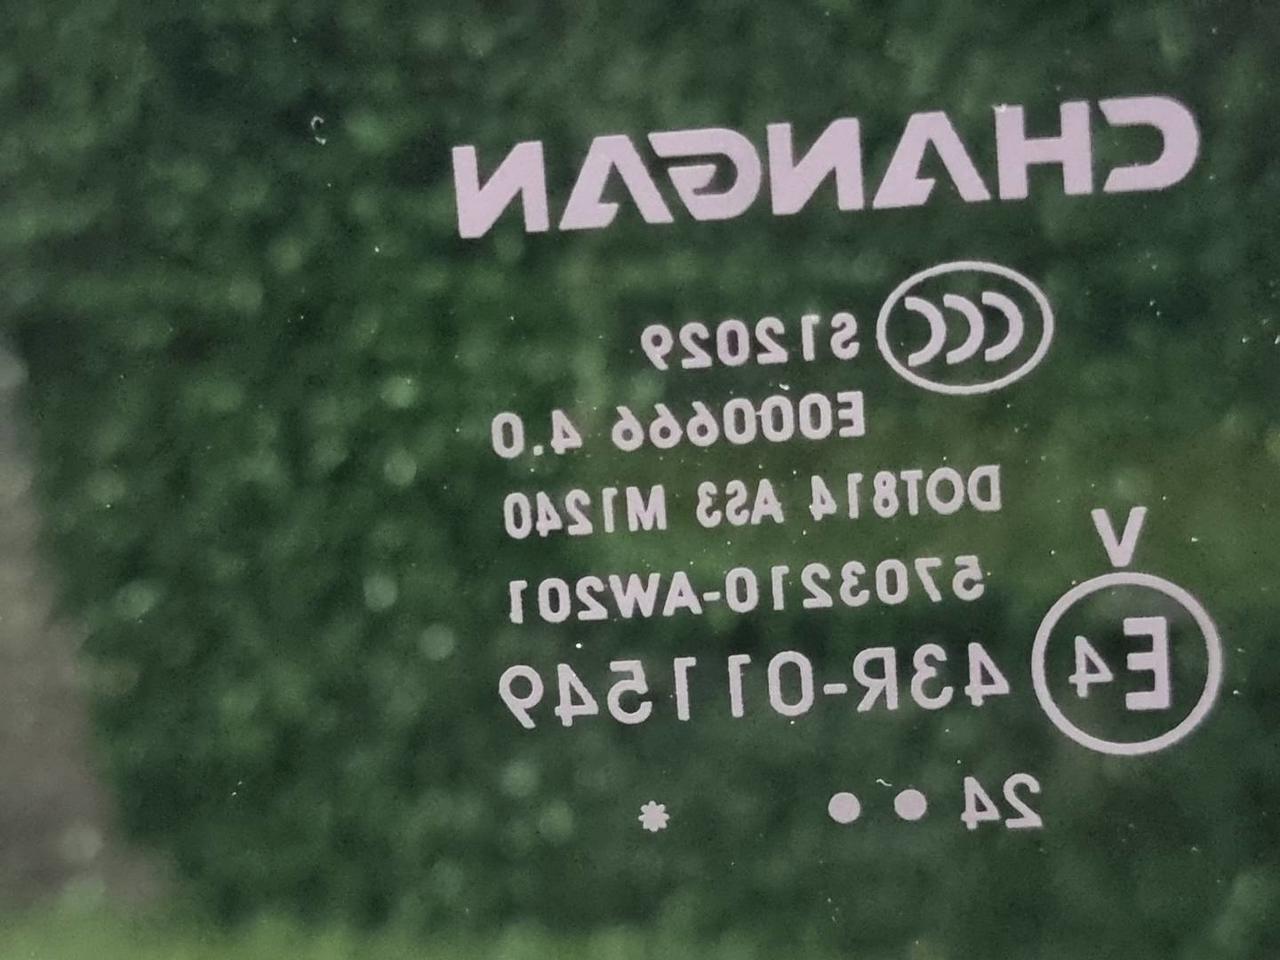 CHANGAN
CCC S12029
E000666 4.0
DOT814 AS3 M1240
V
5703210-AW201
E4 43R-011549
24 ● ● *